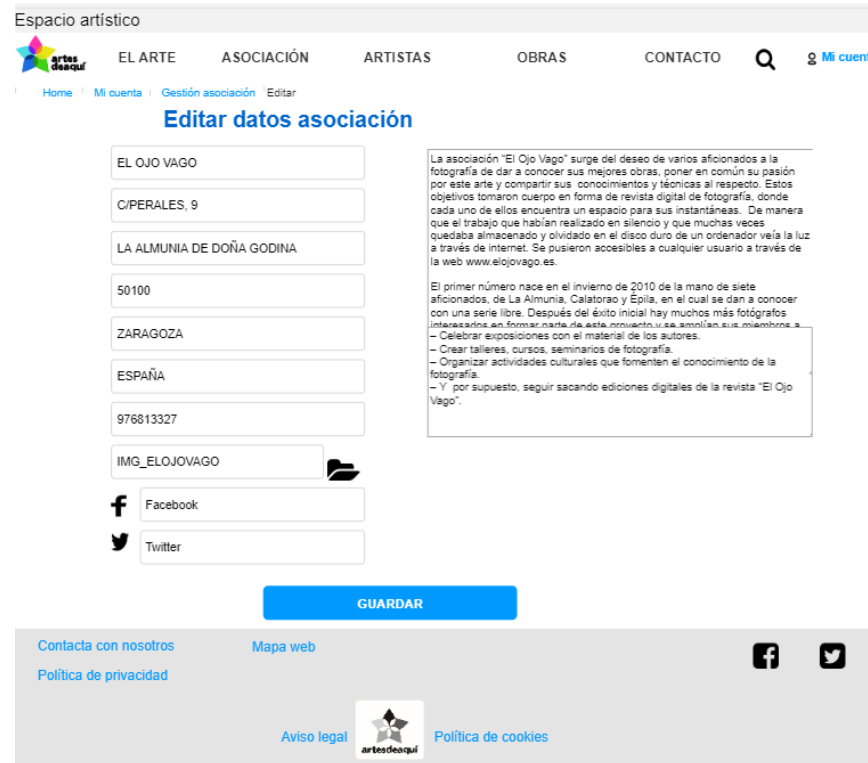 Espacio artístico
artes deaquí
EL ARTE ASOCIACIÓN ARTISTAS OBRAS CONTACTO Mi cuent
Home Mi cuenta Gestión asociación Editar
Editar datos asociación
EL OJO VAGO
C/PERALES, 9
LA ALMUNIA DE DOÑA GODINA
50100
ZARAGOZA
ESPAÑA
976813327
IMG_ELOJOVAGO
Facebook
Twitter
La asociación "El Ojo Vago" surge del deseo de varios aficionados a la
fotografía de dar a conocer sus mejores obras, poner en común su pasión
por este arte y compartir sus conocimientos y técnicas al respecto. Estos
objetivos tomaron cuerpo en forma de revista digital de fotografía, donde
cada uno de ellos encuentra un espacio para sus instantáneas. De manera
que el trabajo que habían realizado en silencio y que muchas veces
quedaba almacenado y olvidado en el disco duro de un ordenador veía la luz
a través de internet. Se pusieron accesibles a cualquier usuario a través de
la web www.elojovago.es.
El primer número nace en el invierno de 2010 de la mano de siete
aficionados, de La Almunia, Calatorao y Épila, en el cual se dan a conocer
con una serie libre. Después del éxito inicial hay muchos más fotógrafos
interesados en formar parte de este proyecto y se amplían sus miembros a
– Celebrar exposiciones con el material de los autores.
– Crear talleres, cursos, seminarios de fotografía.
– Organizar actividades culturales que fomenten el conocimiento de la
fotografía.
– Y por supuesto, seguir sacando ediciones digitales de la revista "El Ojo
Vago".
GUARDAR
Contacta con nosotros Mapa web
Política de privacidad
Aviso legal artesdeaquí Política de cookies